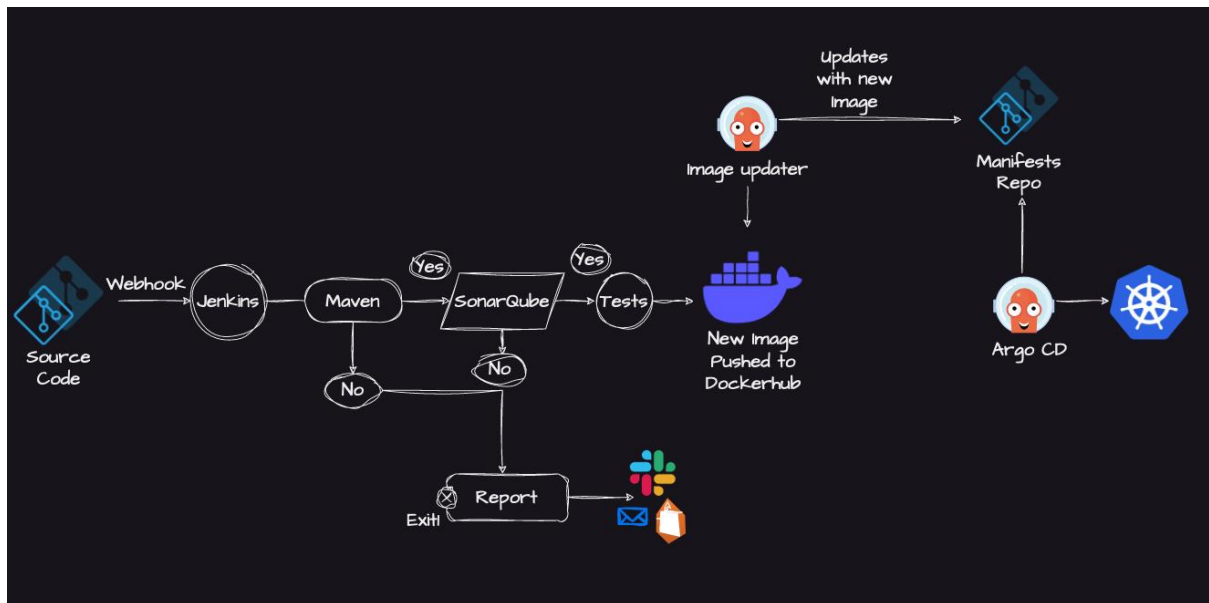 Updates
with new
Image
Image updater
Manifests
Repo
Webhook
Jenkins
Maven
Yes
SonarQube
Yes
Tests
Source
Code
No
No
New Image
Pushed to
Dockerhub
Argo CD
Report
Exit!